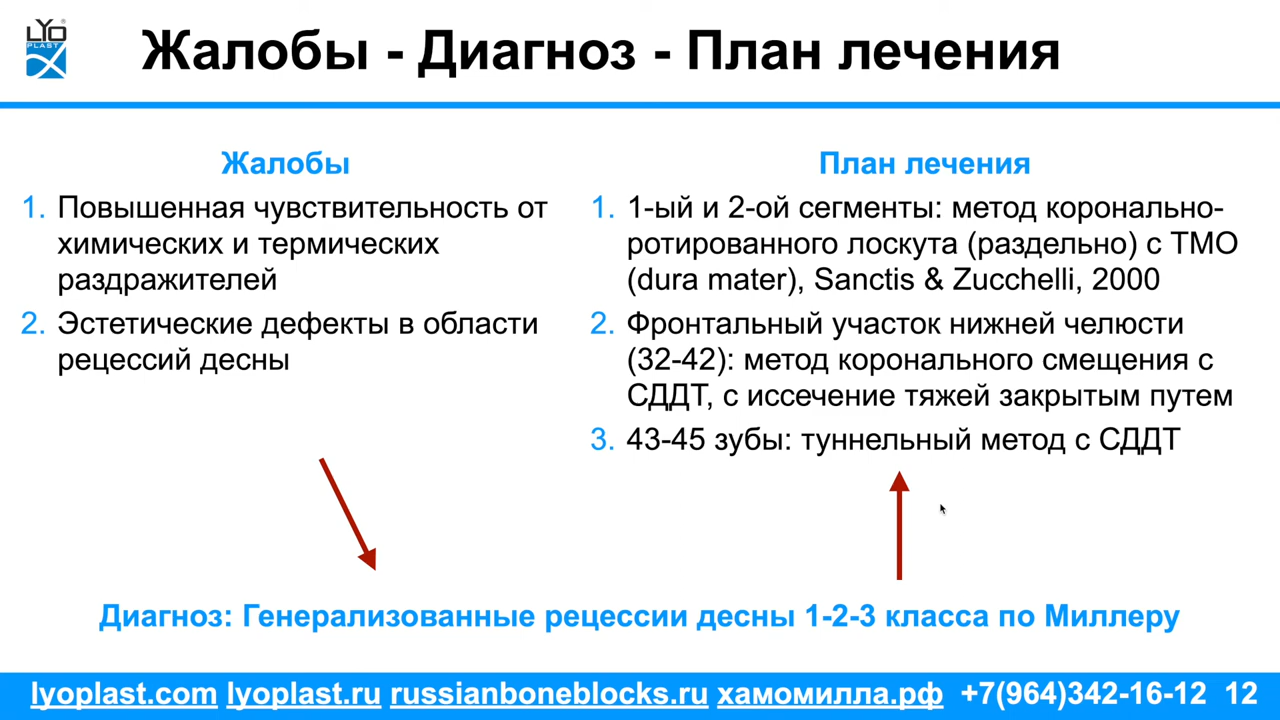 LYO
PLAST
Жалобы - Диагноз - План лечения
Жалобы
1. Повышенная чувствительность от
химических и термических
раздражителей
2. Эстетические дефекты в области
рецессий десны
План лечения
1. 1-ый и 2-ой сегменты: метод коронально-
ротированного лоскута (раздельно) с ТМО
(dura mater), Sanctis & Zucchelli, 2000
2. Фронтальный участок нижней челюсти
(32-42): метод коронального смещения с
СДДТ, с иссечение тяжей закрытым путем
3. 43-45 зубы: туннельный метод с СДДТ
Диагноз: Генерализованные рецессии десны 1-2-3 класса по Миллеру
lyoplast.com lyoplast.ru russianboneblocks.ru хамомилла.рф +7(964)342-16-12 12